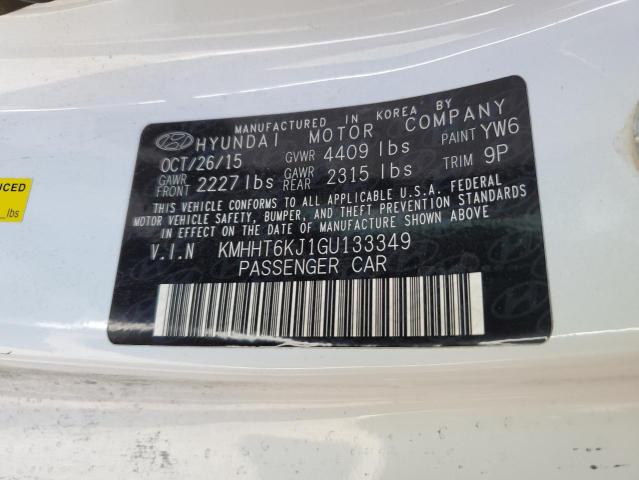 MANUFACTURED IN KOREA BY
HYUNDAI MOTOR COMPANY
OCT/26/15 GVWR 4409 lbs PAINT YW6
GAWR FRONT 2227 lbs GAWR REAR 2315 lbs TRIM 9P
THIS VEHICLE CONFORMS TO ALL APPLICABLE U.S.A. FEDERAL
MOTOR VEHICLE SAFETY, BUMPER, AND THEFT PREVENTION STANDARDS
IN EFFECT ON THE DATE OF MANUFACTURE SHOWN ABOVE.
V.I.N KMHHT6KJ1GU133349
PASSENGER CAR
UCED
lbs